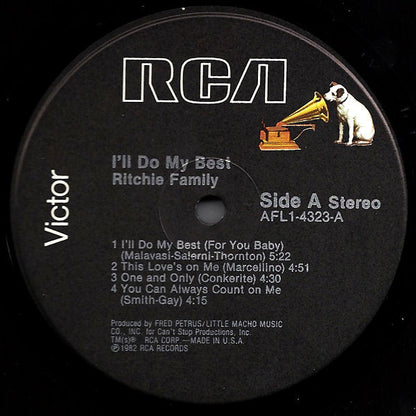 RCA
Victor
I'll Do My Best
Ritchie Family
Side A Stereo
AFL1-4323-A
1 I'll Do My Best (For You Baby)
(Malavasi-Salerni-Thornton) 5:22
2 This Love's on Me (Marcellino) 4:51
3 One and Only (Conkerite) 4:30
4 You Can Always Count on Me
(Smith-Gay) 4:15
Produced by FRED PETRUS/LITTLE MACHO MUSIC
CO., INC. for Can't Stop Productions, Inc.
TM(s)® RCA CORP.—MADE IN U.S.A.
℗1982 RCA RECORDS